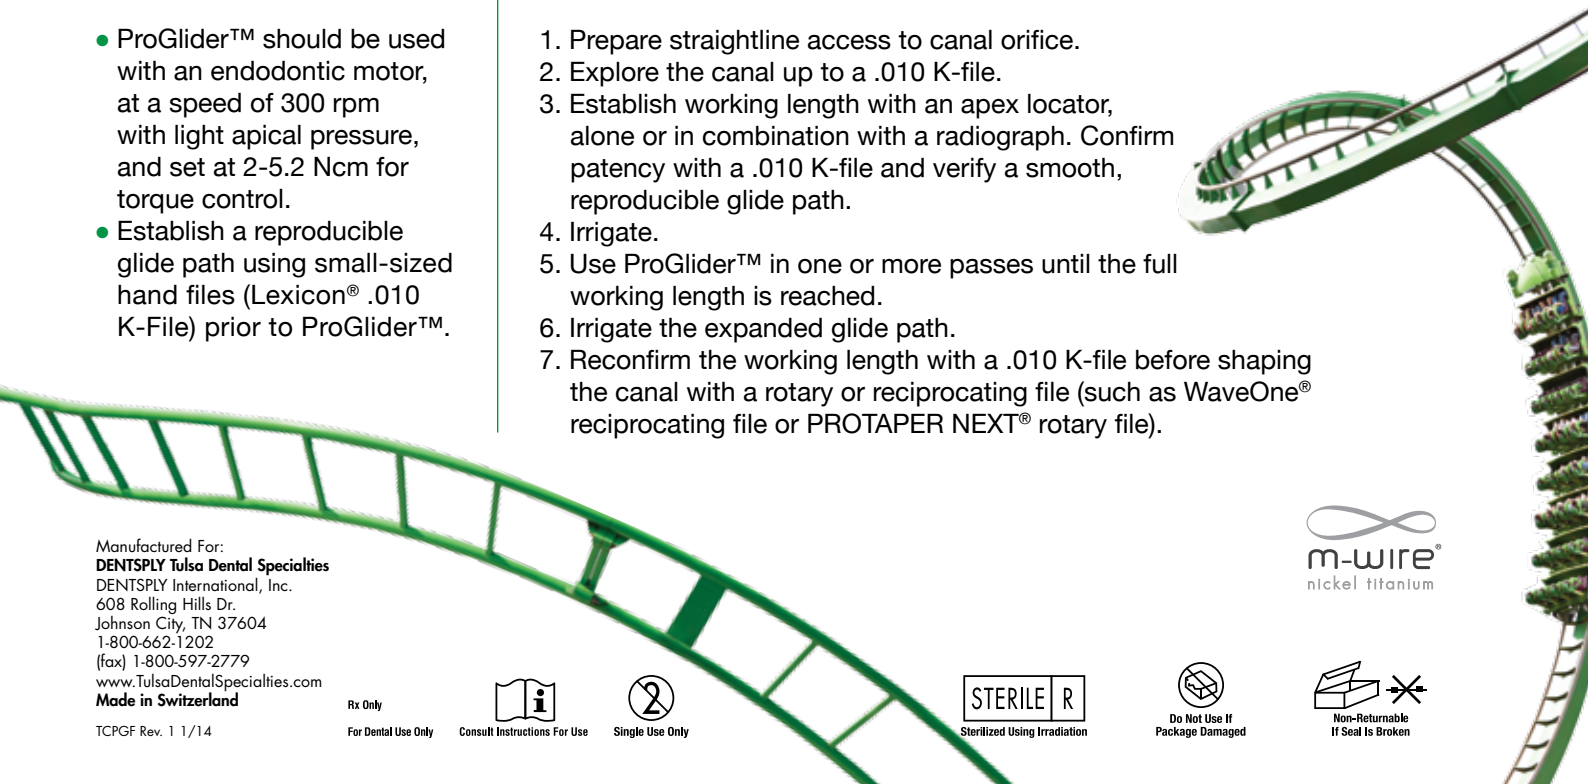 • ProGlider™ should be used
with an endodontic motor,
at a speed of 300 rpm
with light apical pressure,
and set at 2-5.2 Ncm for
torque control.
• Establish a reproducible
glide path using small-sized
hand files (Lexicon® .010
K-File) prior to ProGlider™.
1. Prepare straightline access to canal orifice.
2. Explore the canal up to a .010 K-file.
3. Establish working length with an apex locator,
alone or in combination with a radiograph. Confirm
patency with a .010 K-file and verify a smooth,
reproducible glide path.
4. Irrigate.
5. Use ProGlider™ in one or more passes until the full
working length is reached.
6. Irrigate the expanded glide path.
7. Reconfirm the working length with a .010 K-file before shaping
the canal with a rotary or reciprocating file (such as WaveOne®
reciprocating file or PROTAPER NEXT® rotary file).
m-wire®
nickel titanium
Manufactured For:
DENTSPLY Tulsa Dental Specialties
DENTSPLY International, Inc.
608 Rolling Hills Dr.
Johnson City, TN 37604
1-800-662-1202
(fax) 1-800-597-2779
www.TulsaDentalSpecialties.com
Made in Switzerland
TCPGF Rev. 1 1/14
Rx Only
For Dental Use Only
i
Consult Instructions For Use
2
Single Use Only
STERILE R
Sterilized Using Irradiation
Do Not Use If
Package Damaged
Non-Returnable
If Seal Is Broken